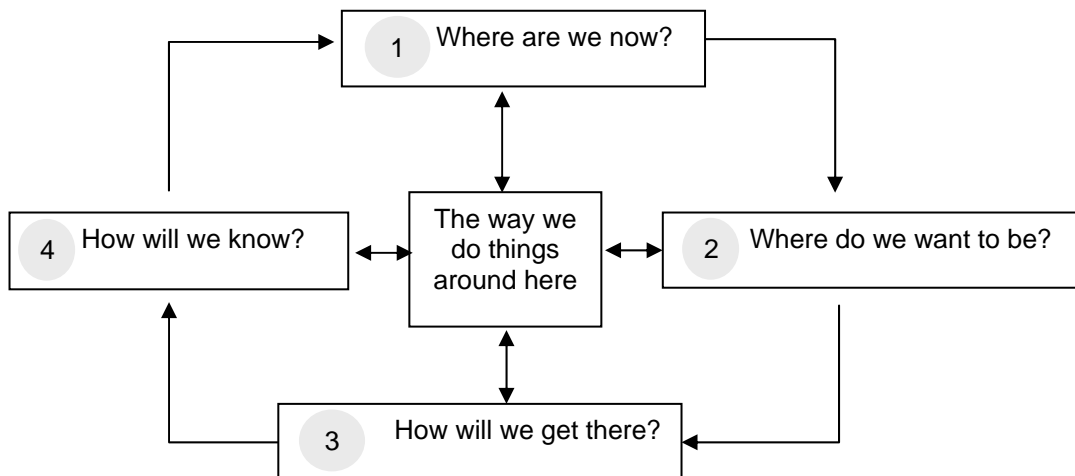 1 Where are we now?
4 How will we know?
The way we
do things
around here
2 Where do we want to be?
3 How will we get there?